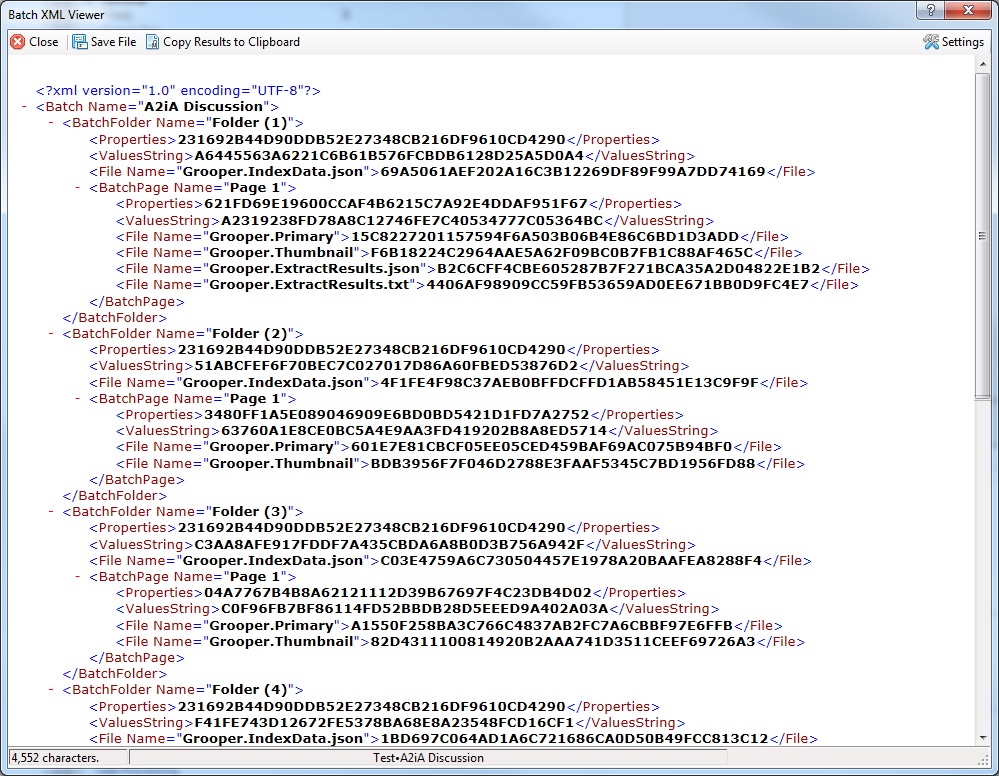 Batch XML Viewer
Close Save File Copy Results to Clipboard Settings
<?xml version="1.0" encoding="UTF-8"?>
- <Batch Name="A2iA Discussion">
- <BatchFolder Name="Folder (1)">
<Properties>231692B44D90DDB52E27348CB216DF9610CD4290</Properties>
<ValuesString>A6445563A6221C6B61B576FCBDB6128D25A5D0A4</ValuesString>
<File Name="Grooper.IndexData.json">69A5061AEF202A16C3B12269DF89F99A7DD74169</File>
- <BatchPage Name="Page 1">
<Properties>621FD69E19600CCAF4B6215C7A92E4DDAF951F67</Properties>
<ValuesString>A2319238FD78A8C12746FE7C40534777C05364BC</ValuesString>
<File Name="Grooper.Primary">15C8227201157594F6A503B06B4E86C6BD1D3ADD</File>
<File Name="Grooper.Thumbnail">F6B18224C2964AAE5A62F09BC0B7FB1C88AF465C</File>
<File Name="Grooper.ExtractResults.json">B2C6CFF4CBE605287B7F271BCA35A2D04822E1B2</File>
<File Name="Grooper.ExtractResults.txt">4406AF98909CC59FB53659AD0EE671BB0D9FC4E7</File>
</BatchPage>
</BatchFolder>
- <BatchFolder Name="Folder (2)">
<Properties>231692B44D90DDB52E27348CB216DF9610CD4290</Properties>
<ValuesString>51ABCFEF6F70BEC7C027017D86A60FBED53876D2</ValuesString>
<File Name="Grooper.IndexData.json">4F1FE4F98C37AEB0BFFDCFFD1AB58451E13C9F9F</File>
- <BatchPage Name="Page 1">
<Properties>3480FF1A5E089046909E6BD0BD5421D1FD7A2752</Properties>
<ValuesString>63760A1E8CE0BC5A4E9AA3FD419202B8A8ED5714</ValuesString>
<File Name="Grooper.Primary">601E7E81CBCF05EE05CED459BAF69AC075B94BF0</File>
<File Name="Grooper.Thumbnail">BDB3956F7F046D2788E3FAAF5345C7BD1956FD88</File>
</BatchPage>
</BatchFolder>
- <BatchFolder Name="Folder (3)">
<Properties>231692B44D90DDB52E27348CB216DF9610CD4290</Properties>
<ValuesString>C3AA8AFE917FDDF7A435CBDA6A8B0D3B756A942F</ValuesString>
<File Name="Grooper.IndexData.json">C03E4759A6C730504457E1978A20BAAFEA8288F4</File>
- <BatchPage Name="Page 1">
<Properties>04A7767B4B8A62121112D39B67697F4C23DB4D02</Properties>
<ValuesString>C0F96FB7BF86114FD52BBDB28D5EEED9A402A03A</ValuesString>
<File Name="Grooper.Primary">A1550F258BA3C766C4837AB2FC7A6CBBF97E6FFB</File>
<File Name="Grooper.Thumbnail">82D4311100814920B2AAA741D3511CEEF69726A3</File>
</BatchPage>
</BatchFolder>
- <BatchFolder Name="Folder (4)">
<Properties>231692B44D90DDB52E27348CB216DF9610CD4290</Properties>
<ValuesString>F41FE743D12672FE5378BA68E8A23548FCD16CF1</ValuesString>
<File Name="Grooper.IndexData.json">1BD697C064AD1A6C721686CA0D50B49FCC813C12</File>
4,552 characters. Test•A2iA Discussion